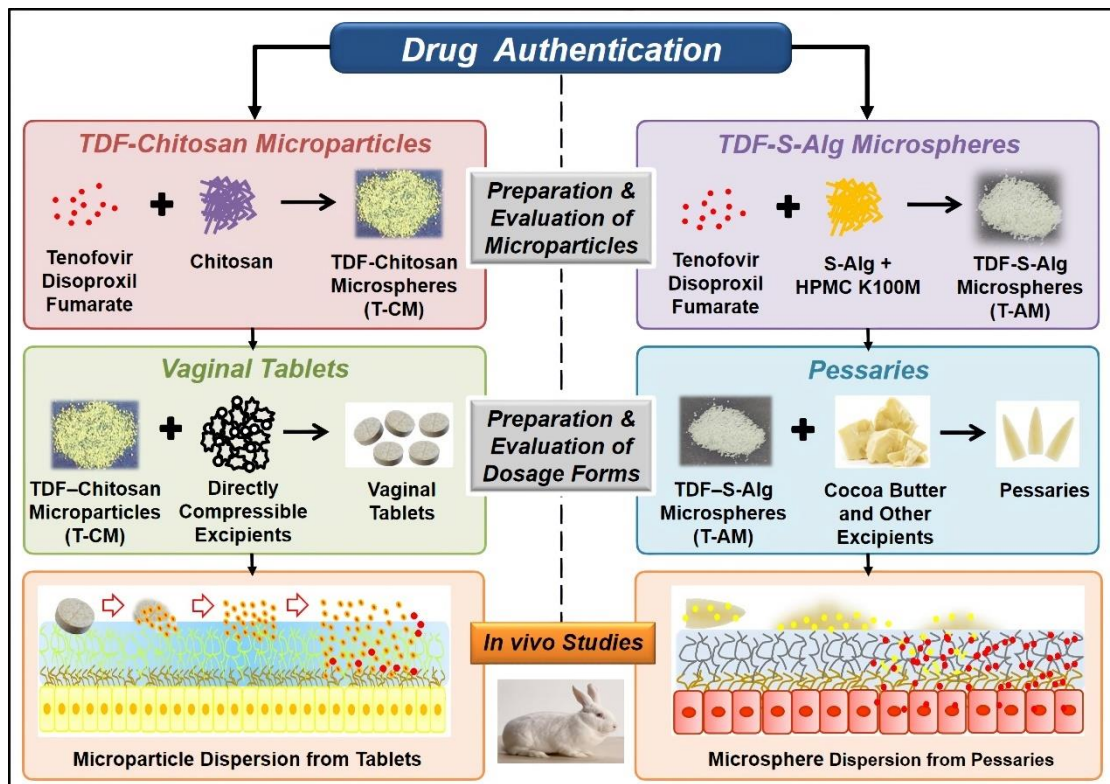 Drug Authentication
TDF-Chitosan Microparticles
Tenofovir
Disoproxil
Fumarate
Chitosan
TDF-Chitosan
Microspheres
(T-CM)
Preparation &
Evaluation of
Microparticles
TDF-S-Alg Microspheres
Tenofovir
Disoproxil
Fumarate
S-Alg +
HPMC K100M
TDF-S-Alg
Microspheres
(T-AM)
Vaginal Tablets
TDF–Chitosan
Microparticles
(T-CM)
Directly
Compressible
Excipients
Vaginal
Tablets
Preparation &
Evaluation of
Dosage Forms
Pessaries
TDF–S-Alg
Microspheres
(T-AM)
Cocoa Butter
and Other
Excipients
Pessaries
Microparticle Dispersion from Tablets
In vivo Studies
Microsphere Dispersion from Pessaries